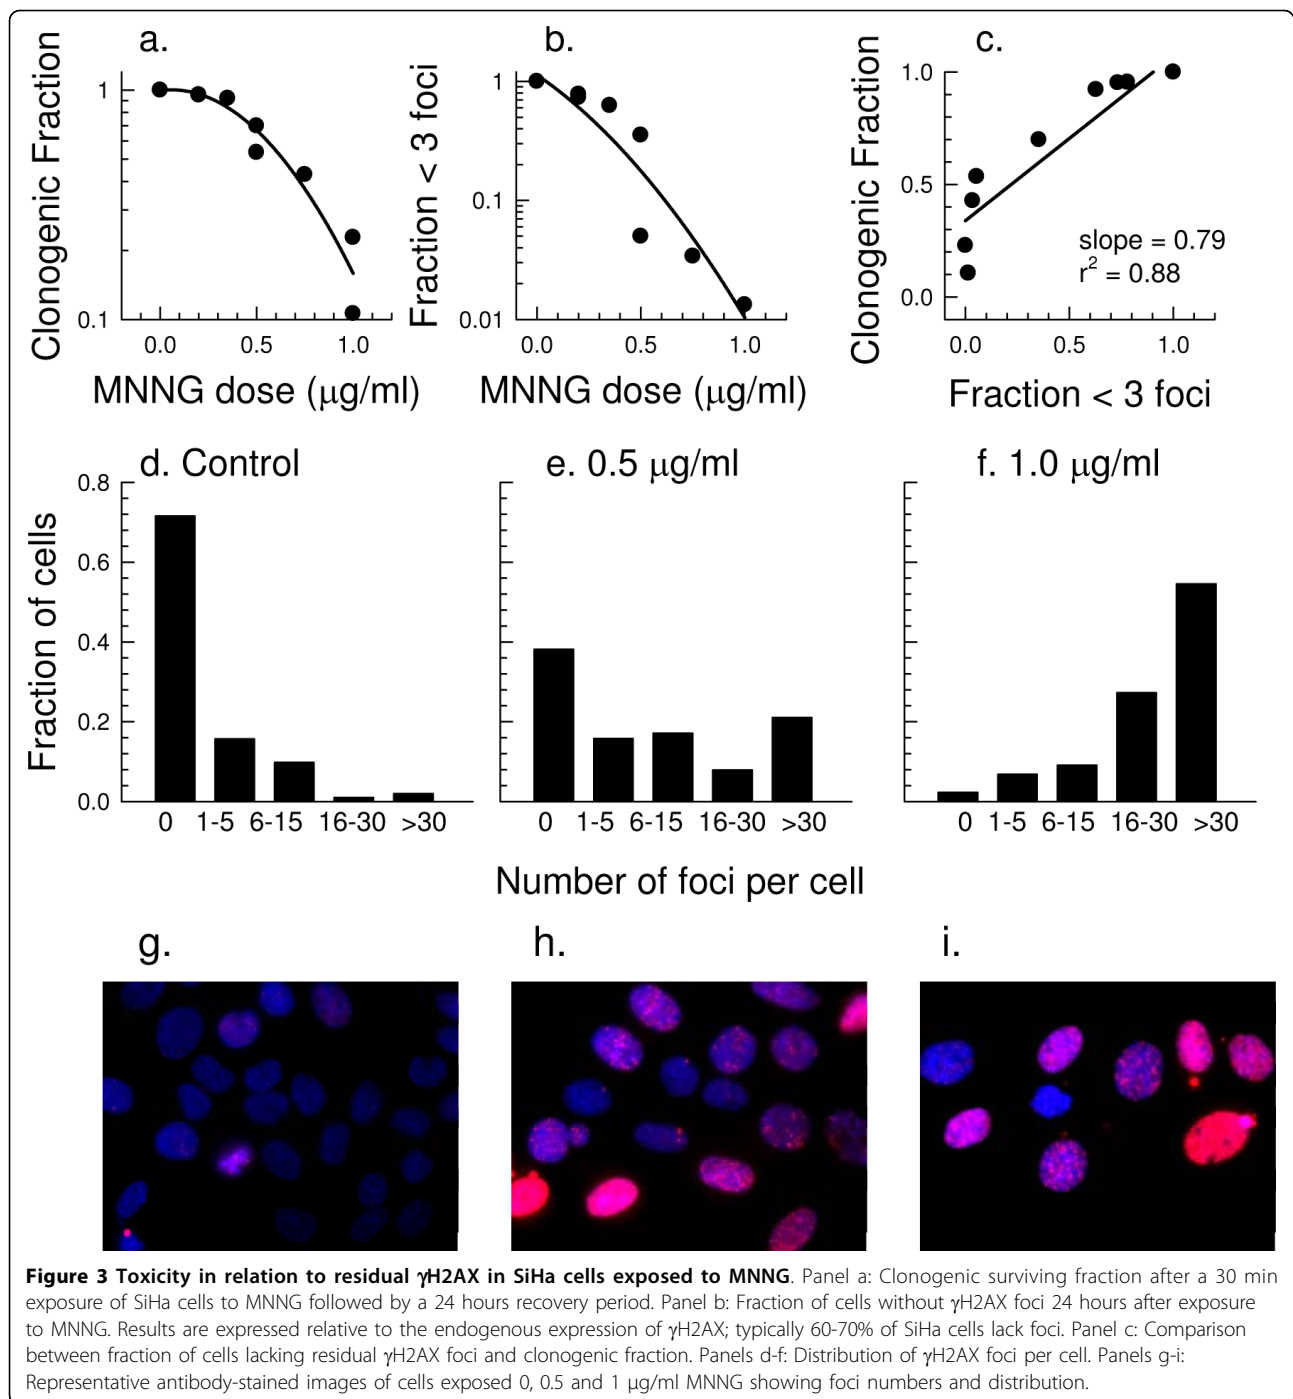 a.
b.
c.
Clonogenic Fraction
1
0.1
0.0 0.5 1.0
MNNG dose (μg/ml)
Fraction < 3 foci
1
0.1
0.01
0.0 0.5 1.0
MNNG dose (μg/ml)
Clonogenic Fraction
1.0
0.5
0.0
slope = 0.79
r² = 0.88
0.0 0.5 1.0
Fraction < 3 foci
d. Control
e. 0.5 μg/ml
f. 1.0 μg/ml
Fraction of cells
0.8
0.6
0.4
0.2
0.0
0 1-5 6-15 16-30 >30
0 1-5 6-15 16-30 >30
0 1-5 6-15 16-30 >30
Number of foci per cell
g.
h.
i.
Figure 3 Toxicity in relation to residual γH2AX in SiHa cells exposed to MNNG. Panel a: Clonogenic surviving fraction after a 30 min
exposure of SiHa cells to MNNG followed by a 24 hours recovery period. Panel b: Fraction of cells without γH2AX foci 24 hours after exposure
to MNNG. Results are expressed relative to the endogenous expression of γH2AX; typically 60-70% of SiHa cells lack foci. Panel c: Comparison
between fraction of cells lacking residual γH2AX foci and clonogenic fraction. Panels d-f: Distribution of γH2AX foci per cell. Panels g-i:
Representative antibody-stained images of cells exposed 0, 0.5 and 1 μg/ml MNNG showing foci numbers and distribution.